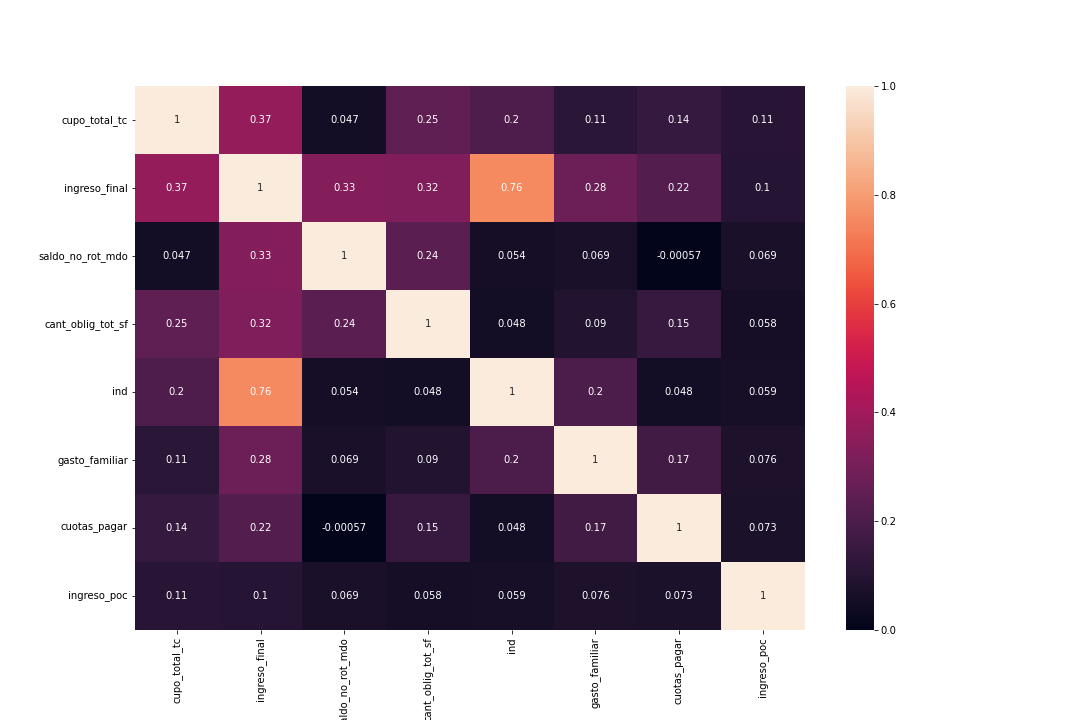 cupo_total_tc 1 0.37 0.047 0.25 0.2 0.11 0.14 0.11
ingreso_final 0.37 1 0.33 0.32 0.76 0.28 0.22 0.1
saldo_no_rot_mdo 0.047 0.33 1 0.24 0.054 0.069 -0.00057 0.069
cant_oblig_tot_sf 0.25 0.32 0.24 1 0.048 0.09 0.15 0.058
ind 0.2 0.76 0.054 0.048 1 0.2 0.048 0.059
gasto_familiar 0.11 0.28 0.069 0.09 0.2 1 0.17 0.076
cuotas_pagar 0.14 0.22 -0.00057 0.15 0.048 0.17 1 0.073
ingreso_poc 0.11 0.1 0.069 0.058 0.059 0.076 0.073 1
cupo_total_tc
ingreso_final
aldo_no_rot_mdo
cant_oblig_tot_sf
ind
gasto_familiar
cuotas_pagar
ingreso_poc
1.0
0.8
0.6
0.4
0.2
0.0